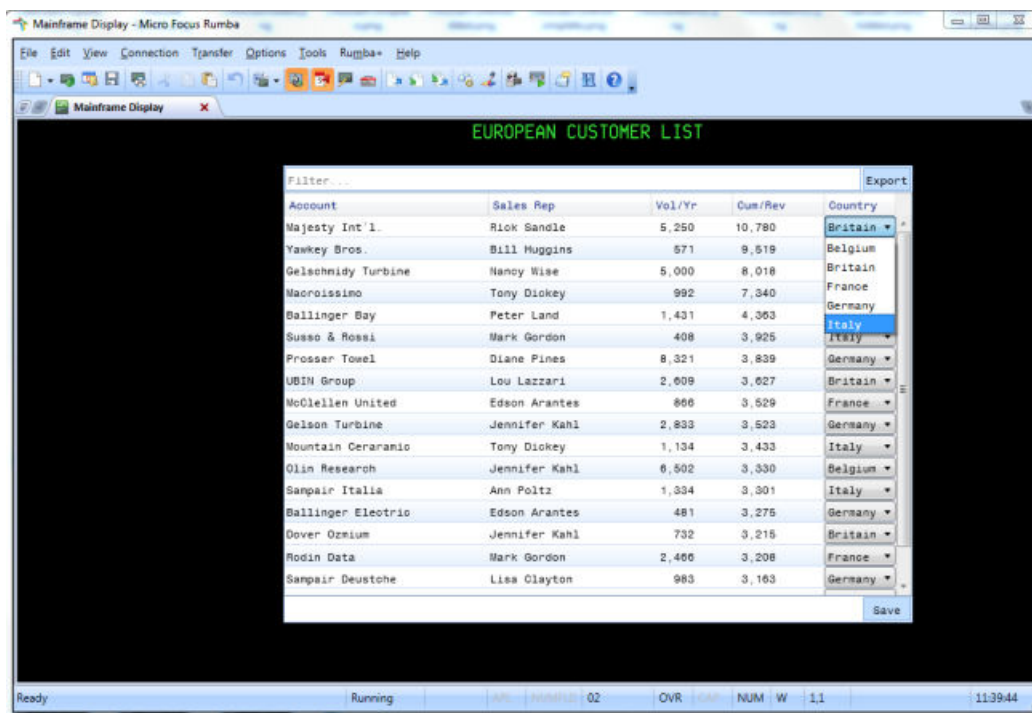 Mainframe Display - Micro Focus Rumba
File Edit View Connection Transfer Options Tools Rumba+ Help
Mainframe Display x
EUROPEAN CUSTOMER LIST
Filter... Export
Account Sales Rep Vol/Yr Cum/Rev Country
Majesty Int'l. Rick Sandle 5,250 10,780 Britain
Yawkey Bros. Bill Huggins 571 9,519 Belgium
Gelschmidy Turbine Nancy Wise 5,000 8,018 Britain
Macroissimo Tony Dickey 992 7,340 France
Germany
Ballinger Bay Peter Land 1,431 4,363 Italy
Susso & Rossi Mark Gordon 408 3,925 Italy
Prosser Towel Diane Pines 8,321 3,839 Germany
UBIN Group Lou Lazzari 2,609 3,627 Britain
McClellen United Edson Arantes 866 3,529 France
Gelson Turbine Jennifer Kahl 2,833 3,523 Germany
Mountain Ceraramic Tony Dickey 1,134 3,433 Italy
Olin Research Jennifer Kahl 6,502 3,330 Belgium
Sampair Italia Ann Poltz 1,334 3,301 Italy
Ballinger Electric Edson Arantes 481 3,275 Germany
Dover Ozmium Jennifer Kahl 732 3,215 Britain
Rodin Data Mark Gordon 2,466 3,208 France
Sampair Deustche Lisa Clayton 983 3,163 Germany
Save
Ready Running 02 OVR CAP NUM W 1,1 11:39:44